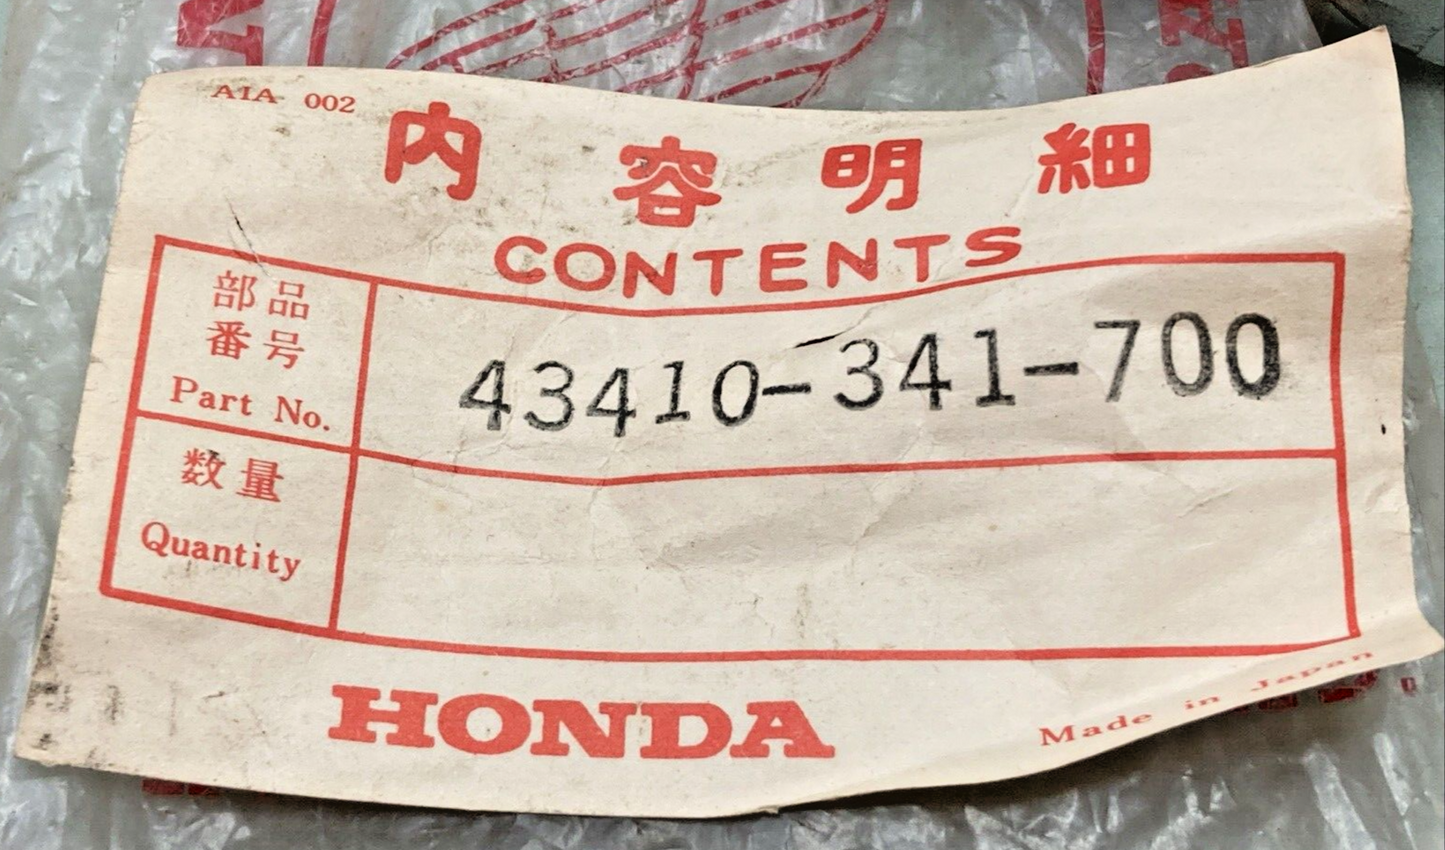 AIA 002
内容明細
CONTENTS
部品
番号
Part No.
43410-341-700
数量
Quantity
HONDA
Made in Japan